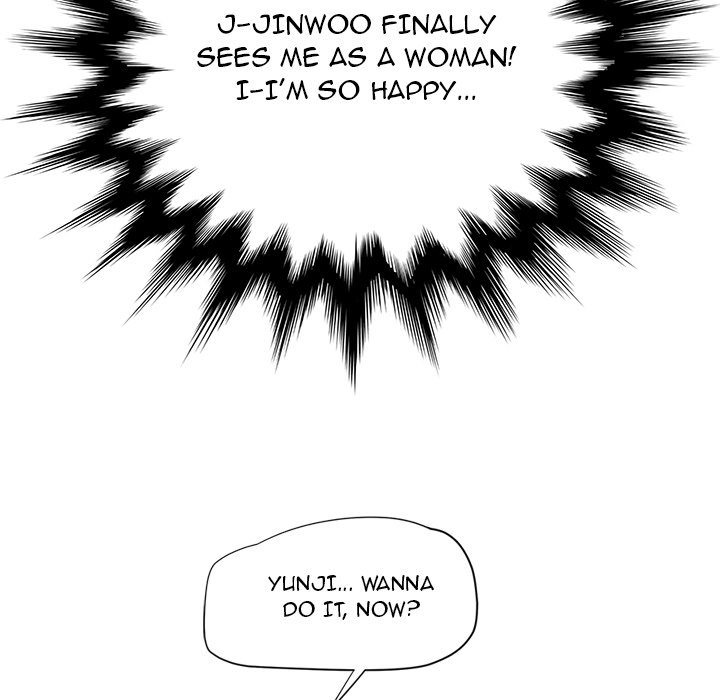 J-JINWOO FINALLY
SEES ME AS A WOMAN!
I-I'M SO HAPPY...
YUNJI... WANNA
DO IT, NOW?